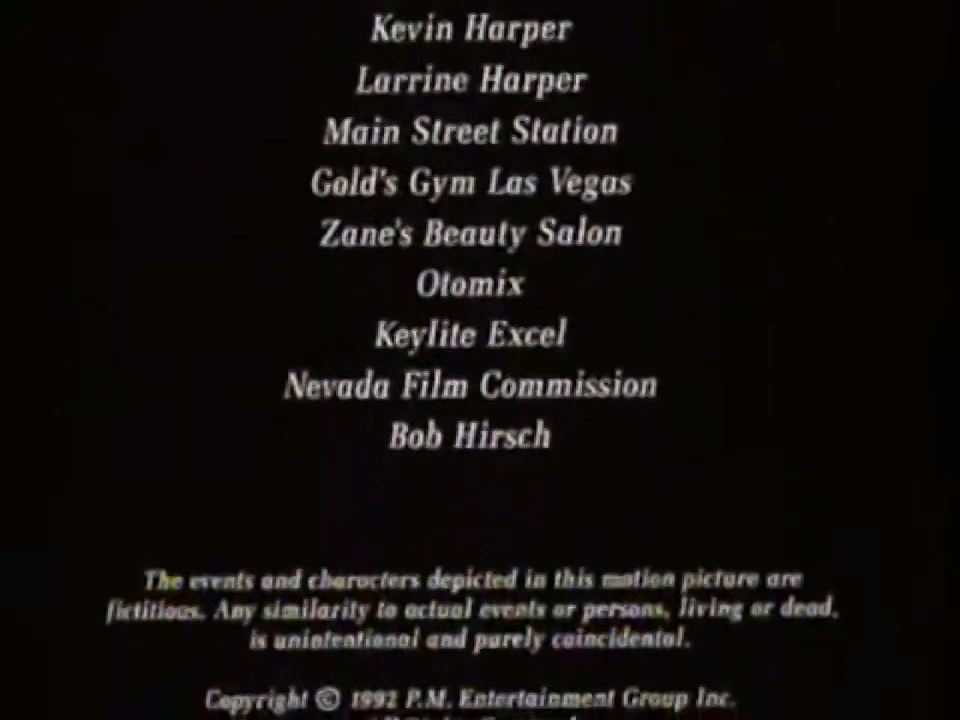 Kevin Harper
Larrine Harper
Main Street Station
Gold's Gym Las Vegas
Zane's Beauty Salon
Otomix
Keylite Excel
Nevada Film Commission
Bob Hirsch
The events and characters depicted in this motion picture are
fictitious. Any similarity to actual events or persons, living or dead,
is unintentional and purely coincidental.
Copyright © 1992 P.M. Entertainment Group Inc.